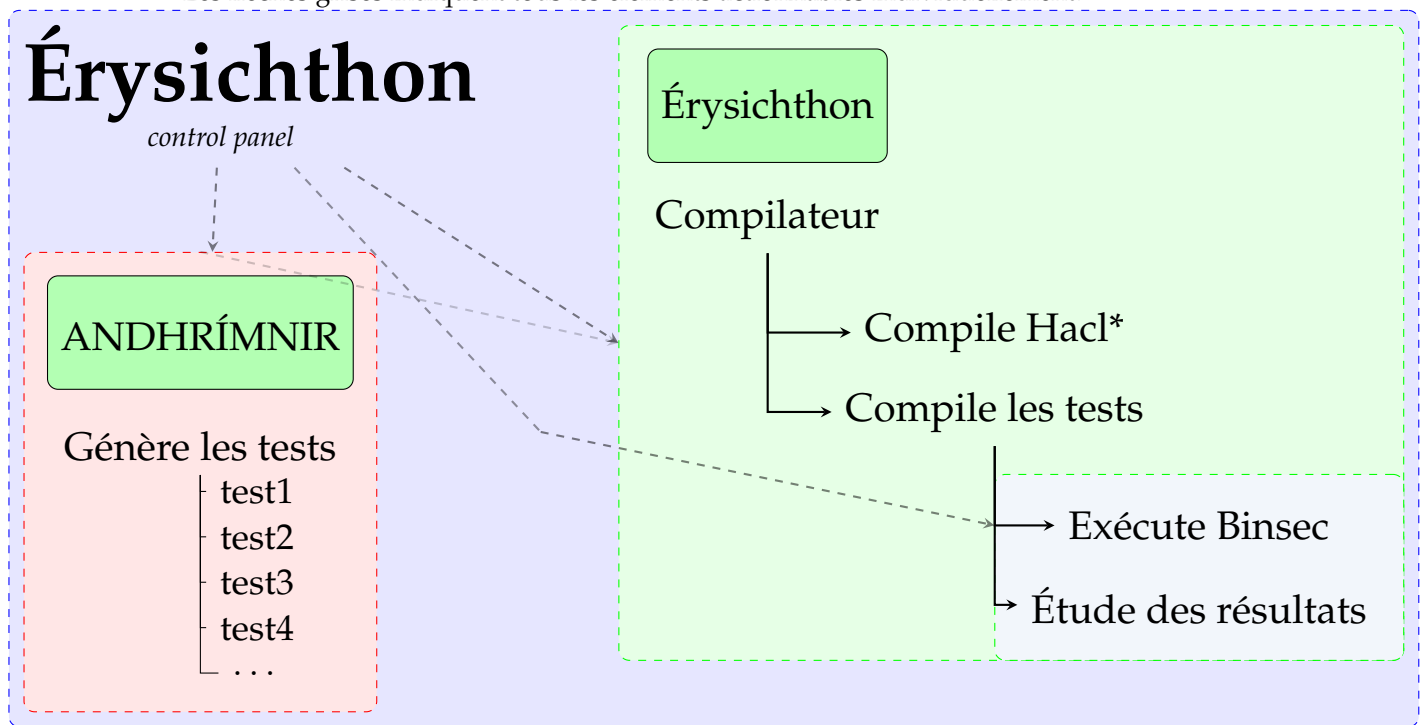 Érysichthon
control panel
Érysichthon
Compilateur
Compile Hacl*
Compile les tests
Exécute Binsec
Étude des résultats
ANDHRÍMNIR
Génère les tests
test1
test2
test3
test4
. . .